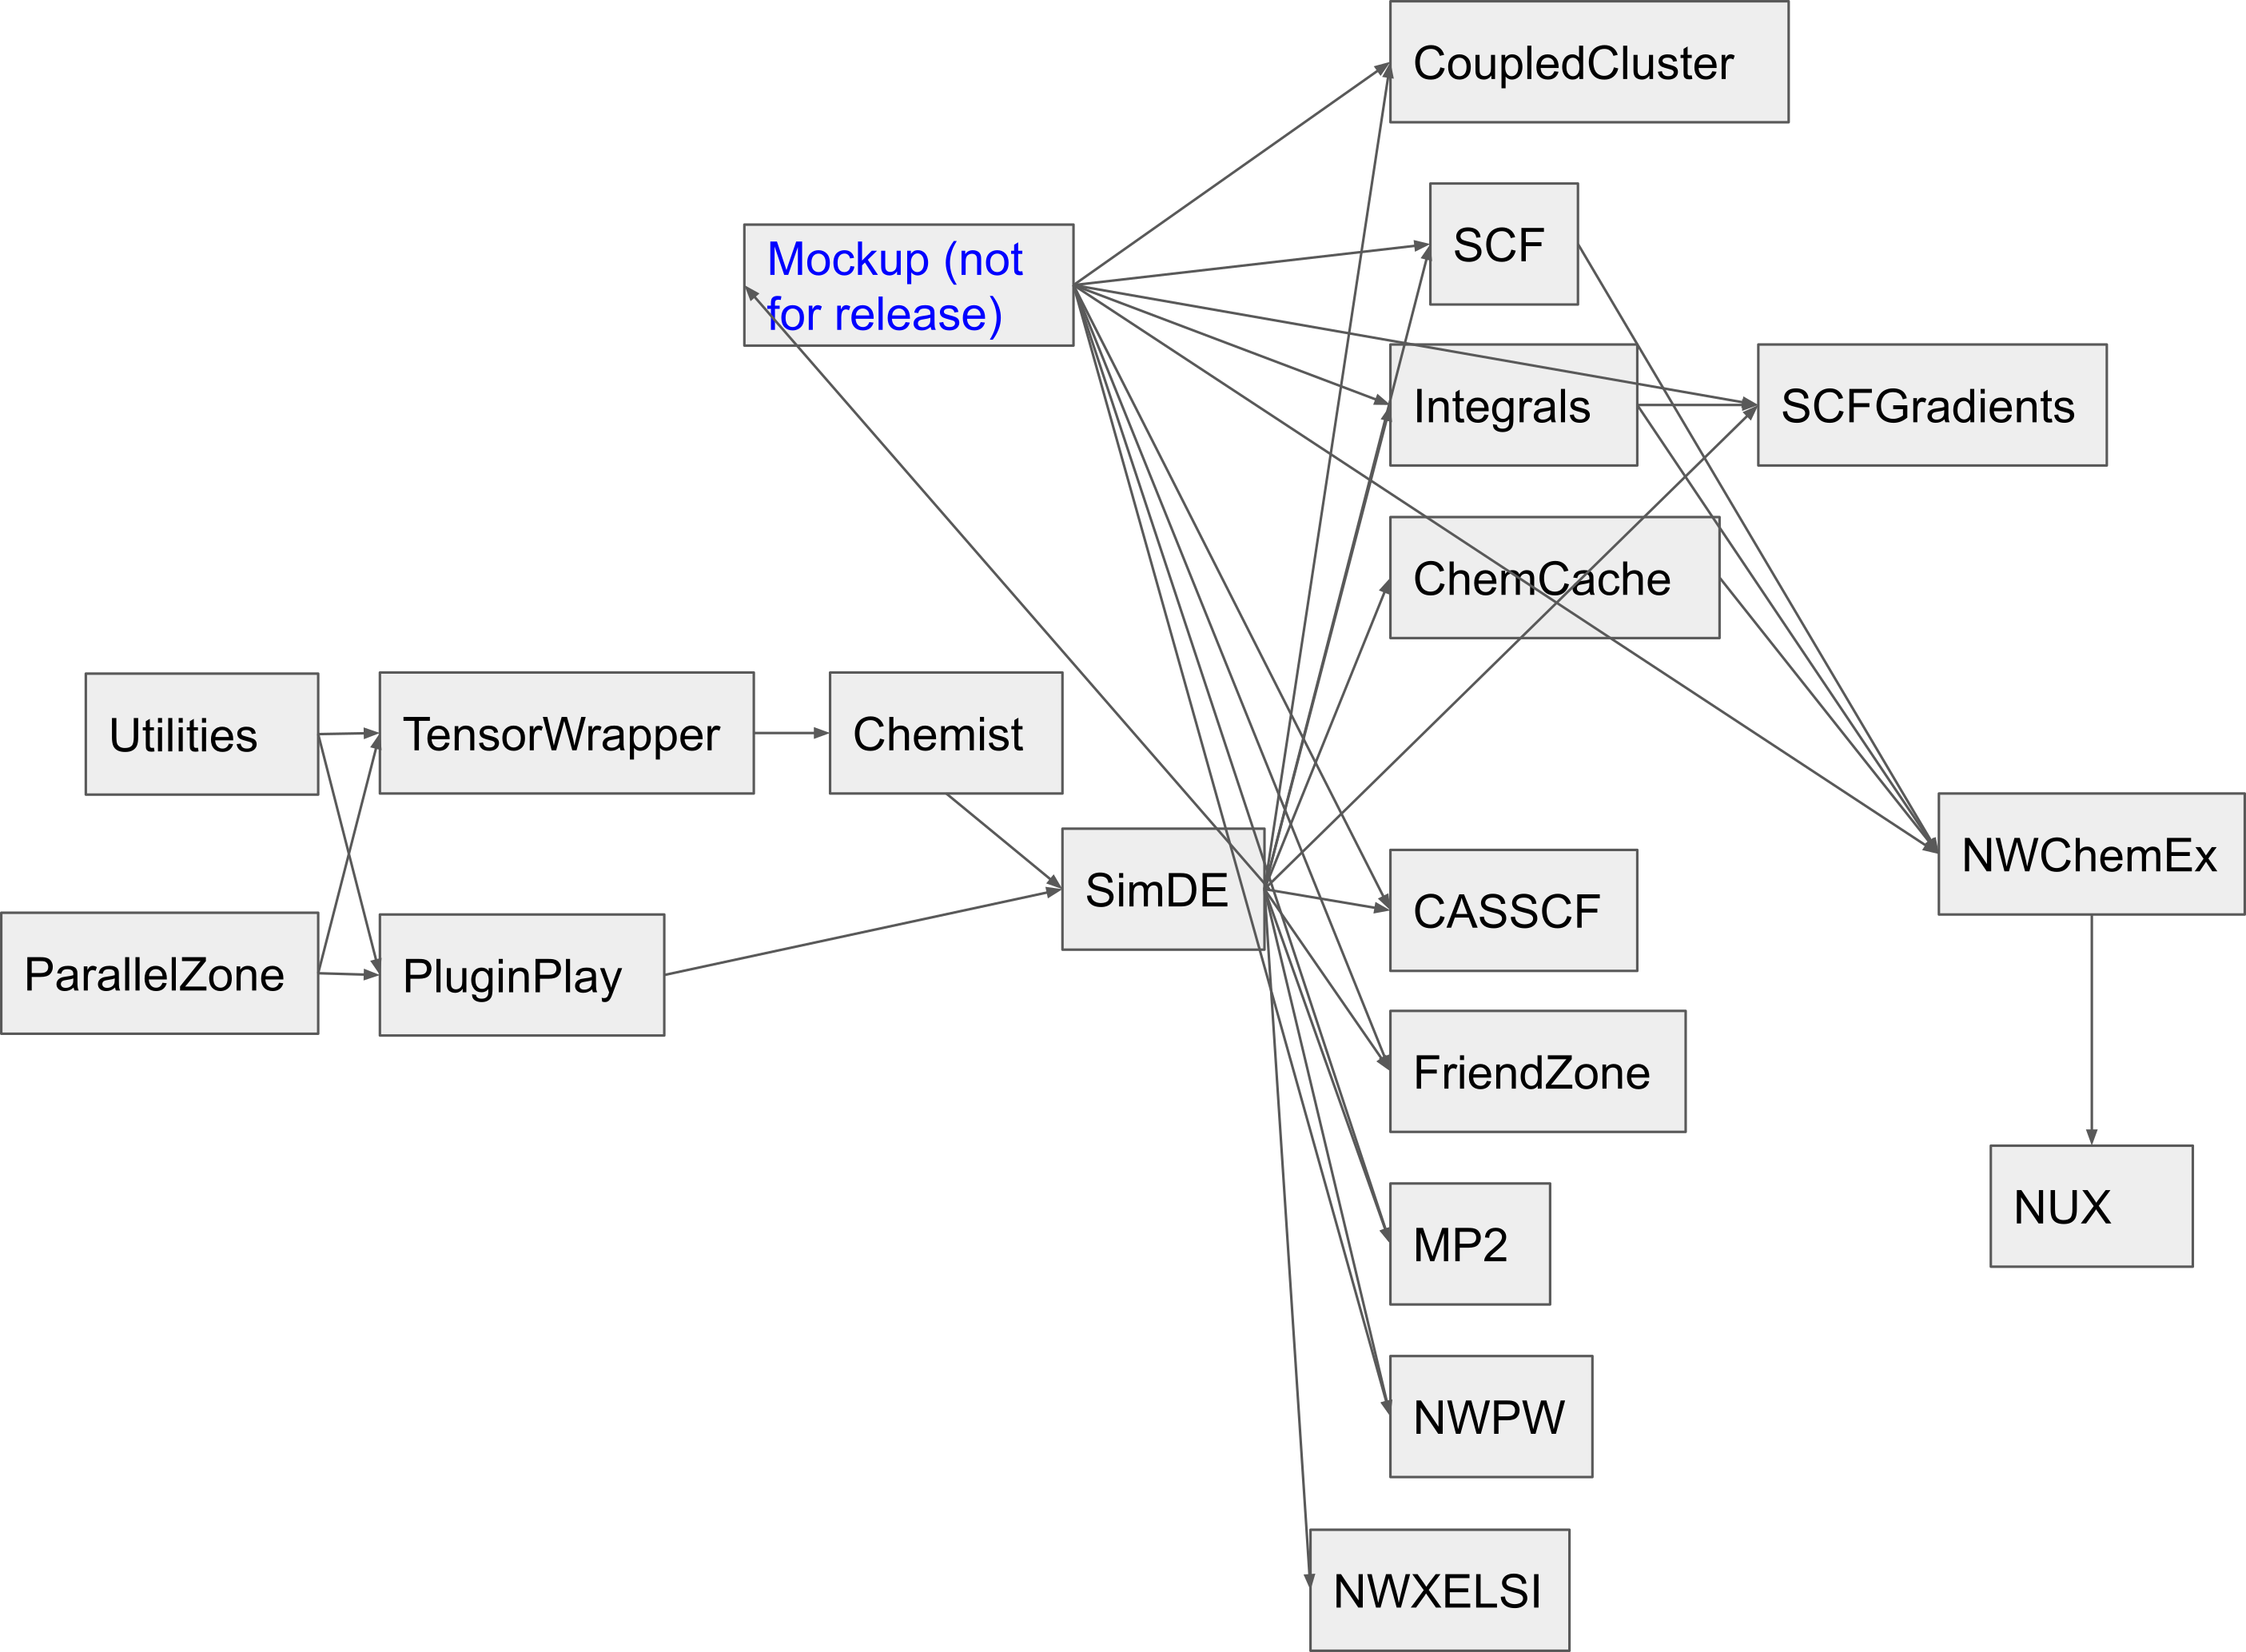 CoupledCluster
SCF
Mockup (not
for release)
Integrals
SCFGradients
ChemCache
Utilities
TensorWrapper
Chemist
NWChemEx
SimDE
CASSCF
ParallelZone
PluginPlay
FriendZone
NUX
MP2
NWPW
NWXELSI